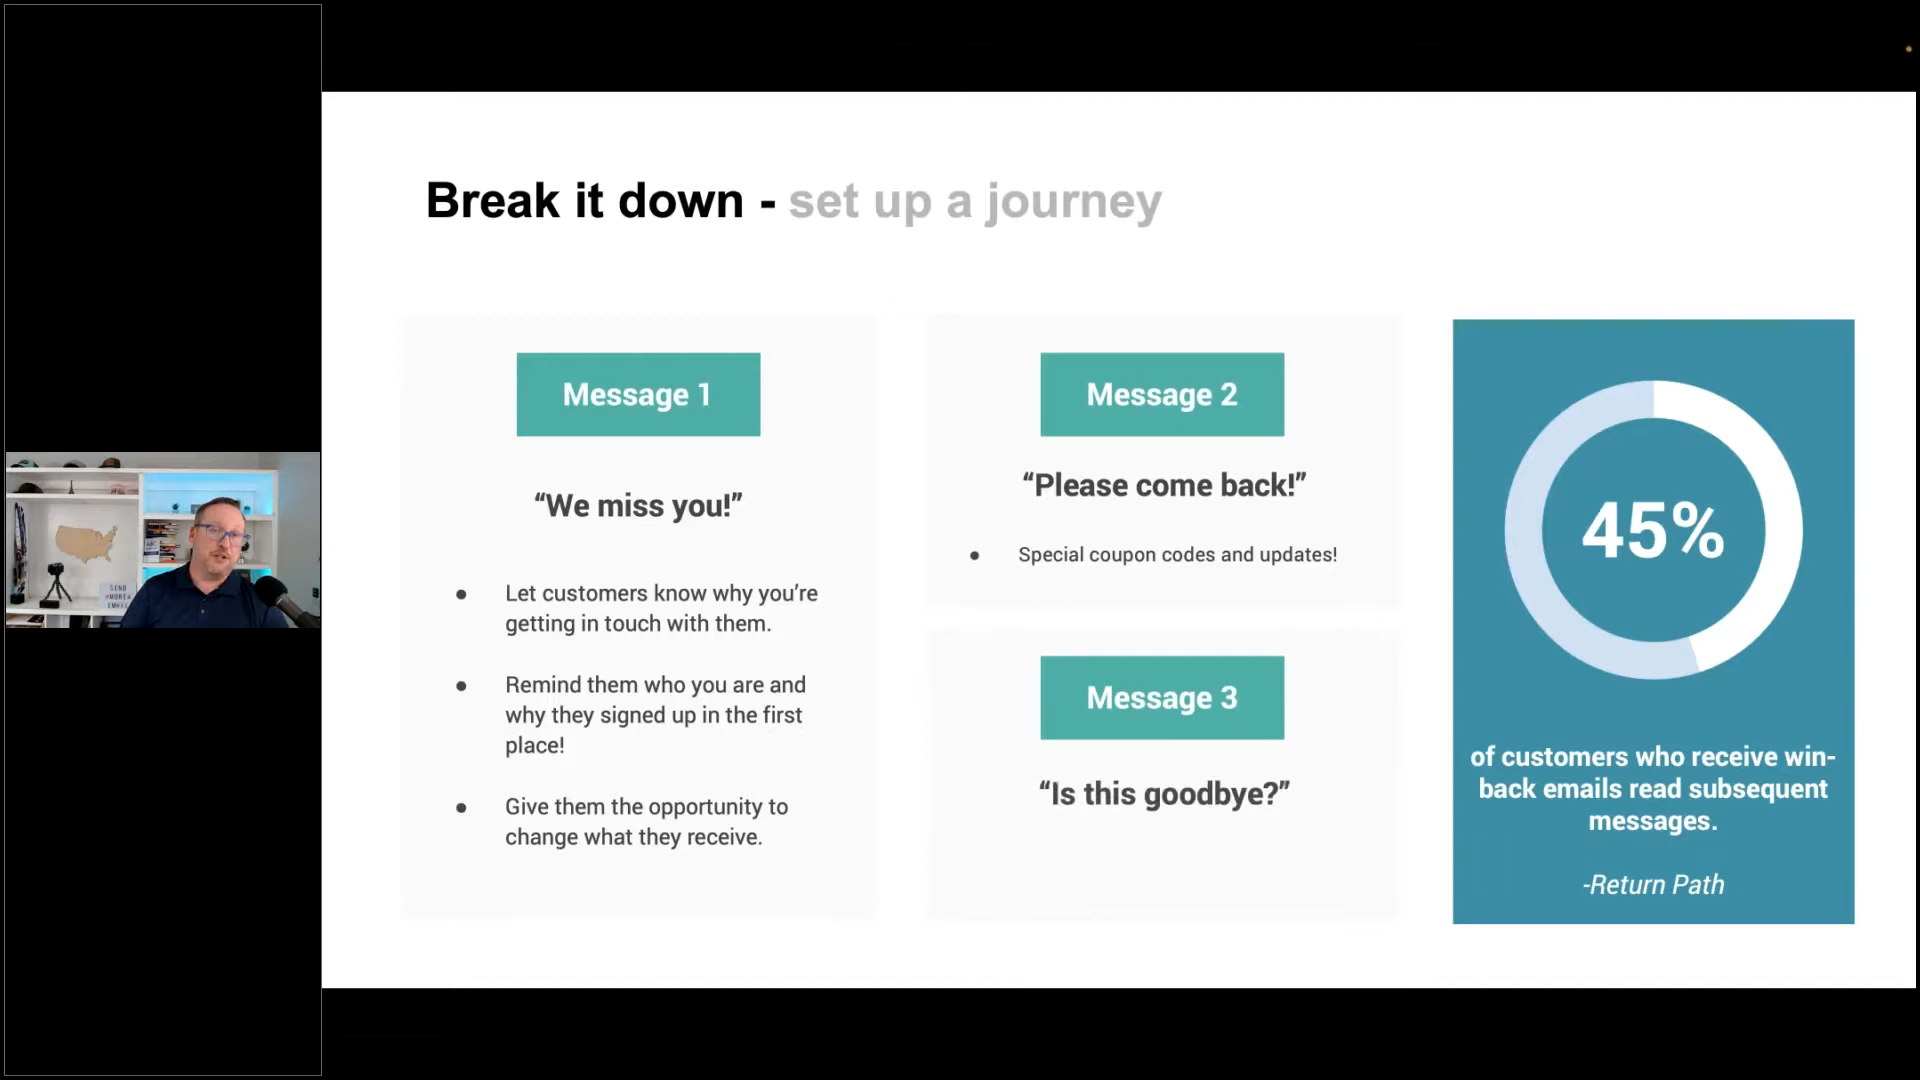 Break it down - set up a journey
Message 1
“We miss you!”
● Let customers know why you’re
getting in touch with them.
● Remind them who you are and
why they signed up in the first
place!
● Give them the opportunity to
change what they receive.
Message 2
“Please come back!”
● Special coupon codes and updates!
Message 3
“Is this goodbye?”
45%
of customers who receive win-
back emails read subsequent
messages.
-Return Path
SEND
#MORE
EMAIL